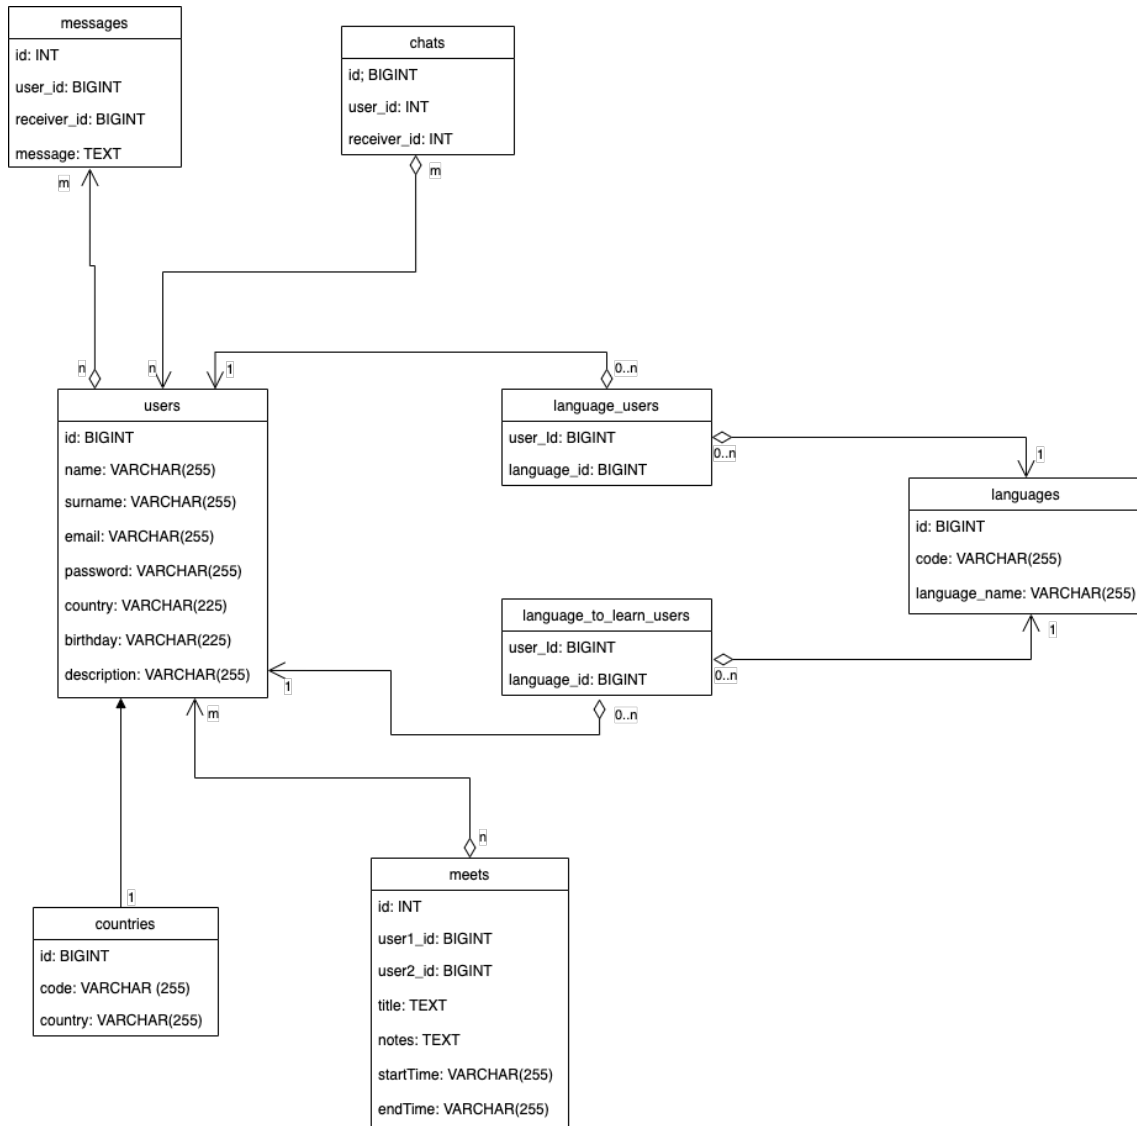 messages
id: INT
user_id: BIGINT
receiver_id: BIGINT
message: TEXT
m
chats
id; BIGINT
user_id: INT
receiver_id: INT
m
n
n
1
users
id: BIGINT
name: VARCHAR(255)
surname: VARCHAR(255)
email: VARCHAR(255)
password: VARCHAR(255)
country: VARCHAR(225)
birthday: VARCHAR(225)
description: VARCHAR(255)
1
m
0..n
language_users
user_Id: BIGINT
language_id: BIGINT
0..n
1
languages
id: BIGINT
code: VARCHAR(255)
language_name: VARCHAR(255)
1
language_to_learn_users
user_Id: BIGINT
language_id: BIGINT
0..n
0..n
1
countries
id: BIGINT
code: VARCHAR (255)
country: VARCHAR(255)
n
meets
id: INT
user1_id: BIGINT
user2_id: BIGINT
title: TEXT
notes: TEXT
startTime: VARCHAR(255)
endTime: VARCHAR(255)